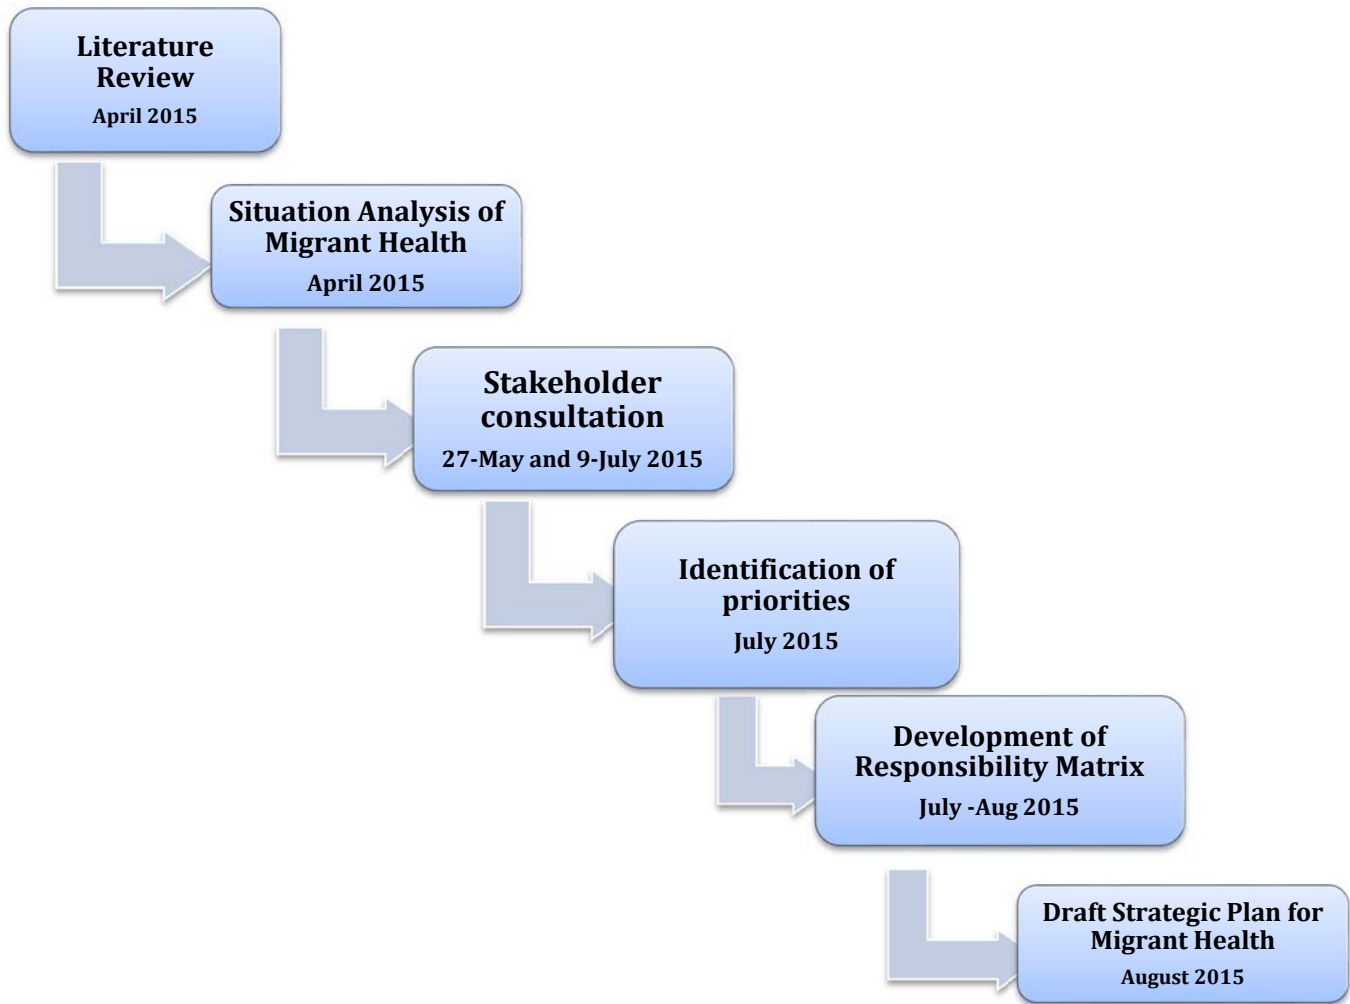 Literature
Review
April 2015
Situation Analysis of
Migrant Health
April 2015
Stakeholder
consultation
27-May and 9-July 2015
Identification of
priorities
July 2015
Development of
Responsibility Matrix
July -Aug 2015
Draft Strategic Plan for
Migrant Health
August 2015